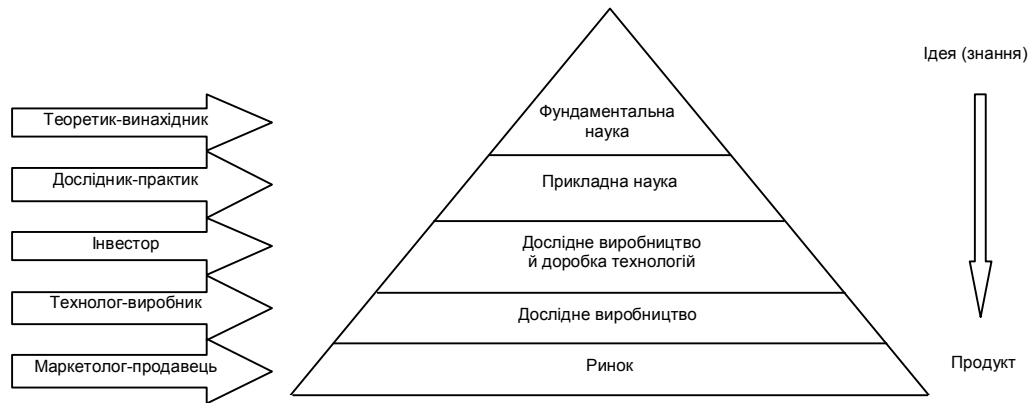 Ідея (знання)
Теоретик-винахідник
Фундаментальна
наука
Дослідник-практик
Прикладна наука
Інвестор
Дослідне виробництво
й доробка технологій
Технолог-виробник
Дослідне виробництво
Маркетолог-продавець
Ринок
Продукт